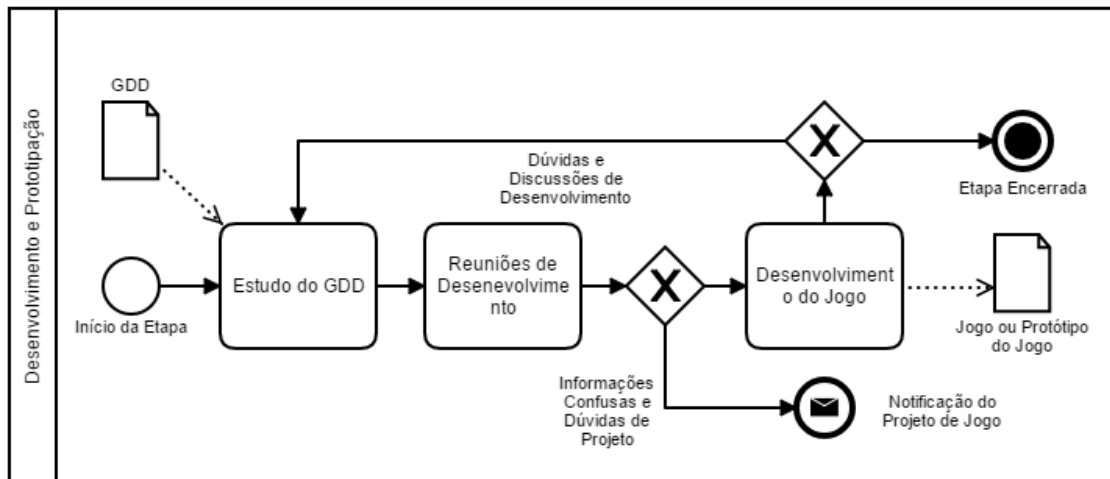 Desenvolvimento e Prototipação
GDD
Início da Etapa
Estudo do GDD
Reuniões de
Desenevolvime
nto
Dúvidas e
Discussões de
Desenvolvimento
Informações
Confusas e
Dúvidas de
Projeto
Desenvolviment
o do Jogo
Etapa Encerrada
Jogo ou Protótipo
do Jogo
Notificação do
Projeto de Jogo